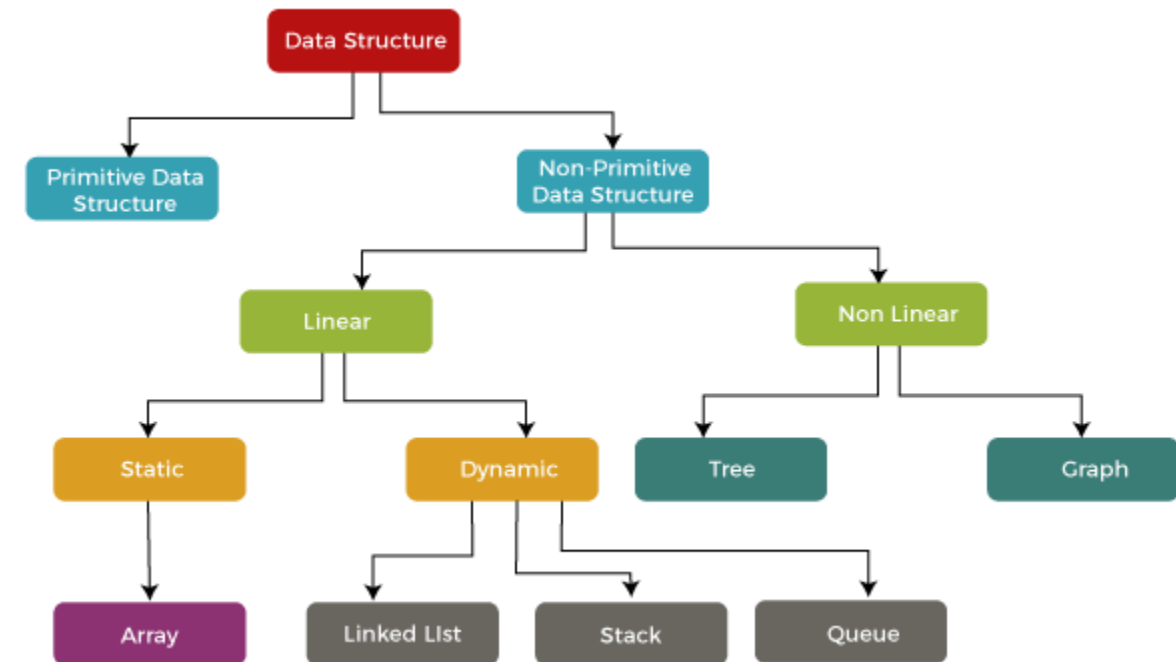 Data Structure
Primitive Data
Structure
Non-Primitive
Data Structure
Linear
Non Linear
Static
Dynamic
Tree
Graph
Array
Linked LIst
Stack
Queue